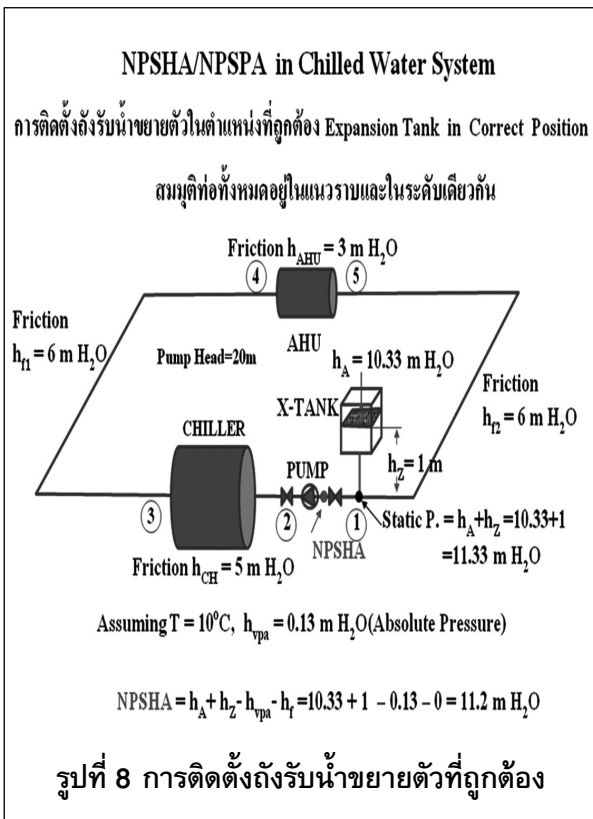 NPSHA/NPSPA in Chilled Water System
การติดตั้งถังรับน้ำขยายตัวในตำแหน่งที่ถูกต้อง Expansion Tank in Correct Position
สมมุติท่อทั้งหมดอยู่ในแนวราบและในระดับเดียวกัน
Friction h_AHU = 3 m H₂O
4
5
Friction
h_f1 = 6 m H₂O
AHU
Pump Head=20m
h_A = 10.33 m H₂O
X-TANK
Friction
h_f2 = 6 m H₂O
CHILLER
PUMP
h_Z = 1 m
3
2
1
NPSHA
Static P. = h_A+h_Z=10.33+1
=11.33 m H₂O
Friction h_CH = 5 m H₂O
Assuming T = 10⁰C, h_vpa = 0.13 m H₂O(Absolute Pressure)
NPSHA = h_A+ h_Z- h_vpa- h_f =10.33 + 1 – 0.13 – 0 = 11.2 m H₂O
รูปที่ 8 การติดตั้งถังรับน้ำขยายตัวที่ถูกต้อง